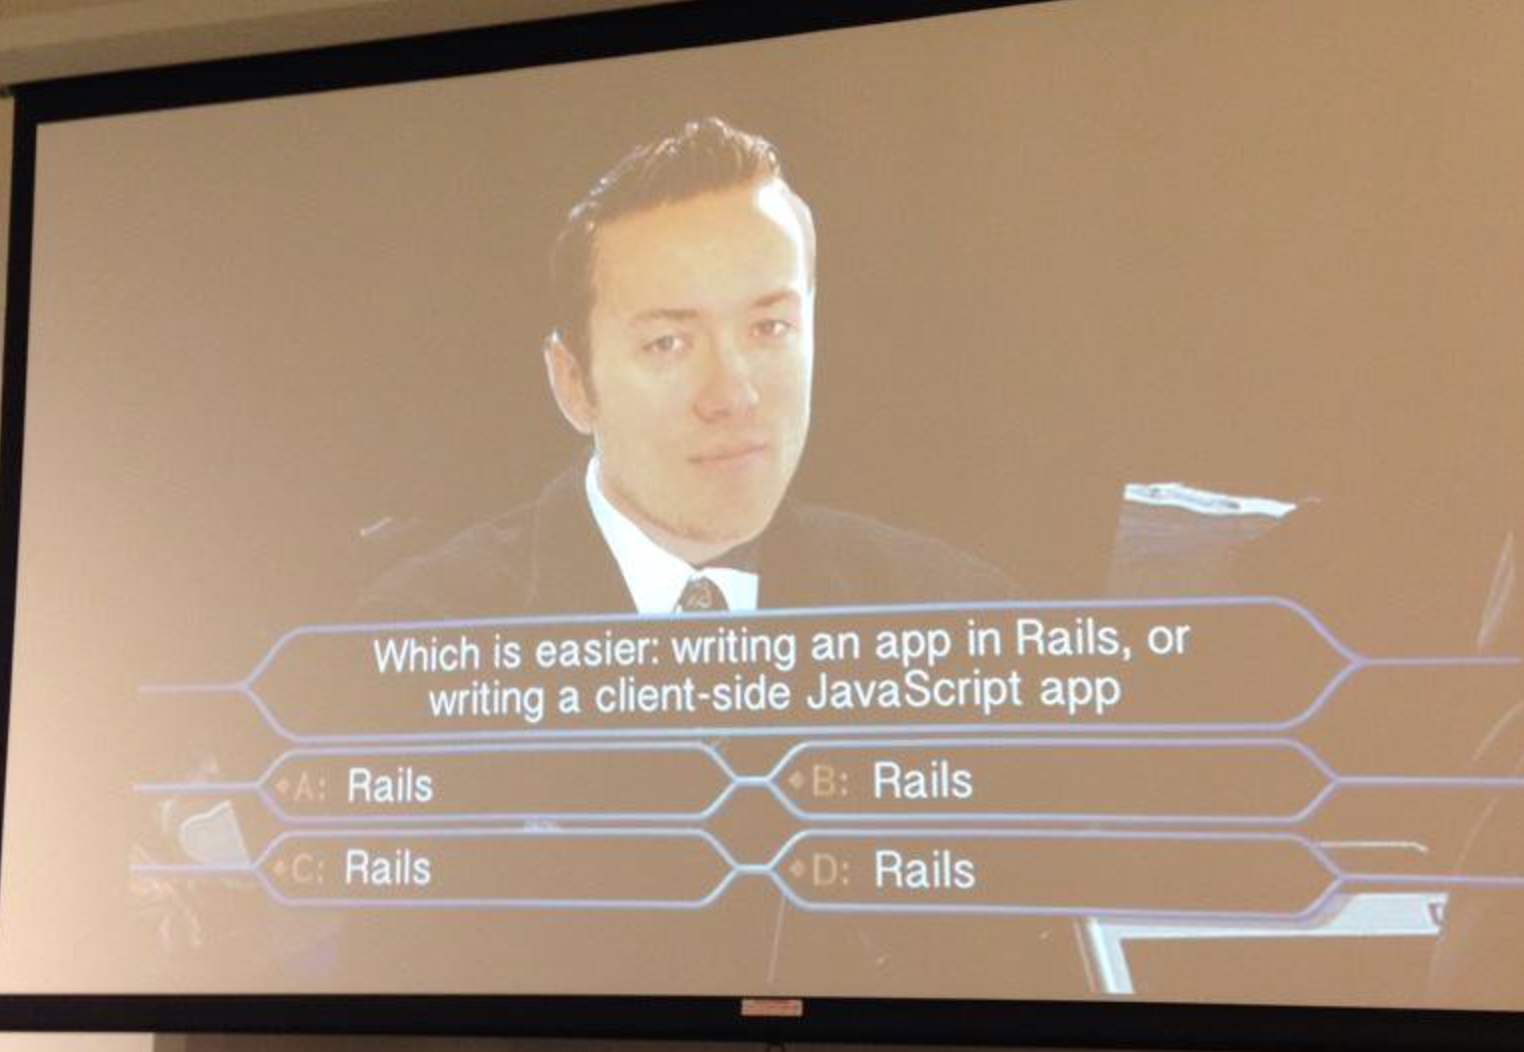 Which is easier: writing an app in Rails, or
writing a client-side JavaScript app
A: Rails
B: Rails
C: Rails
D: Rails